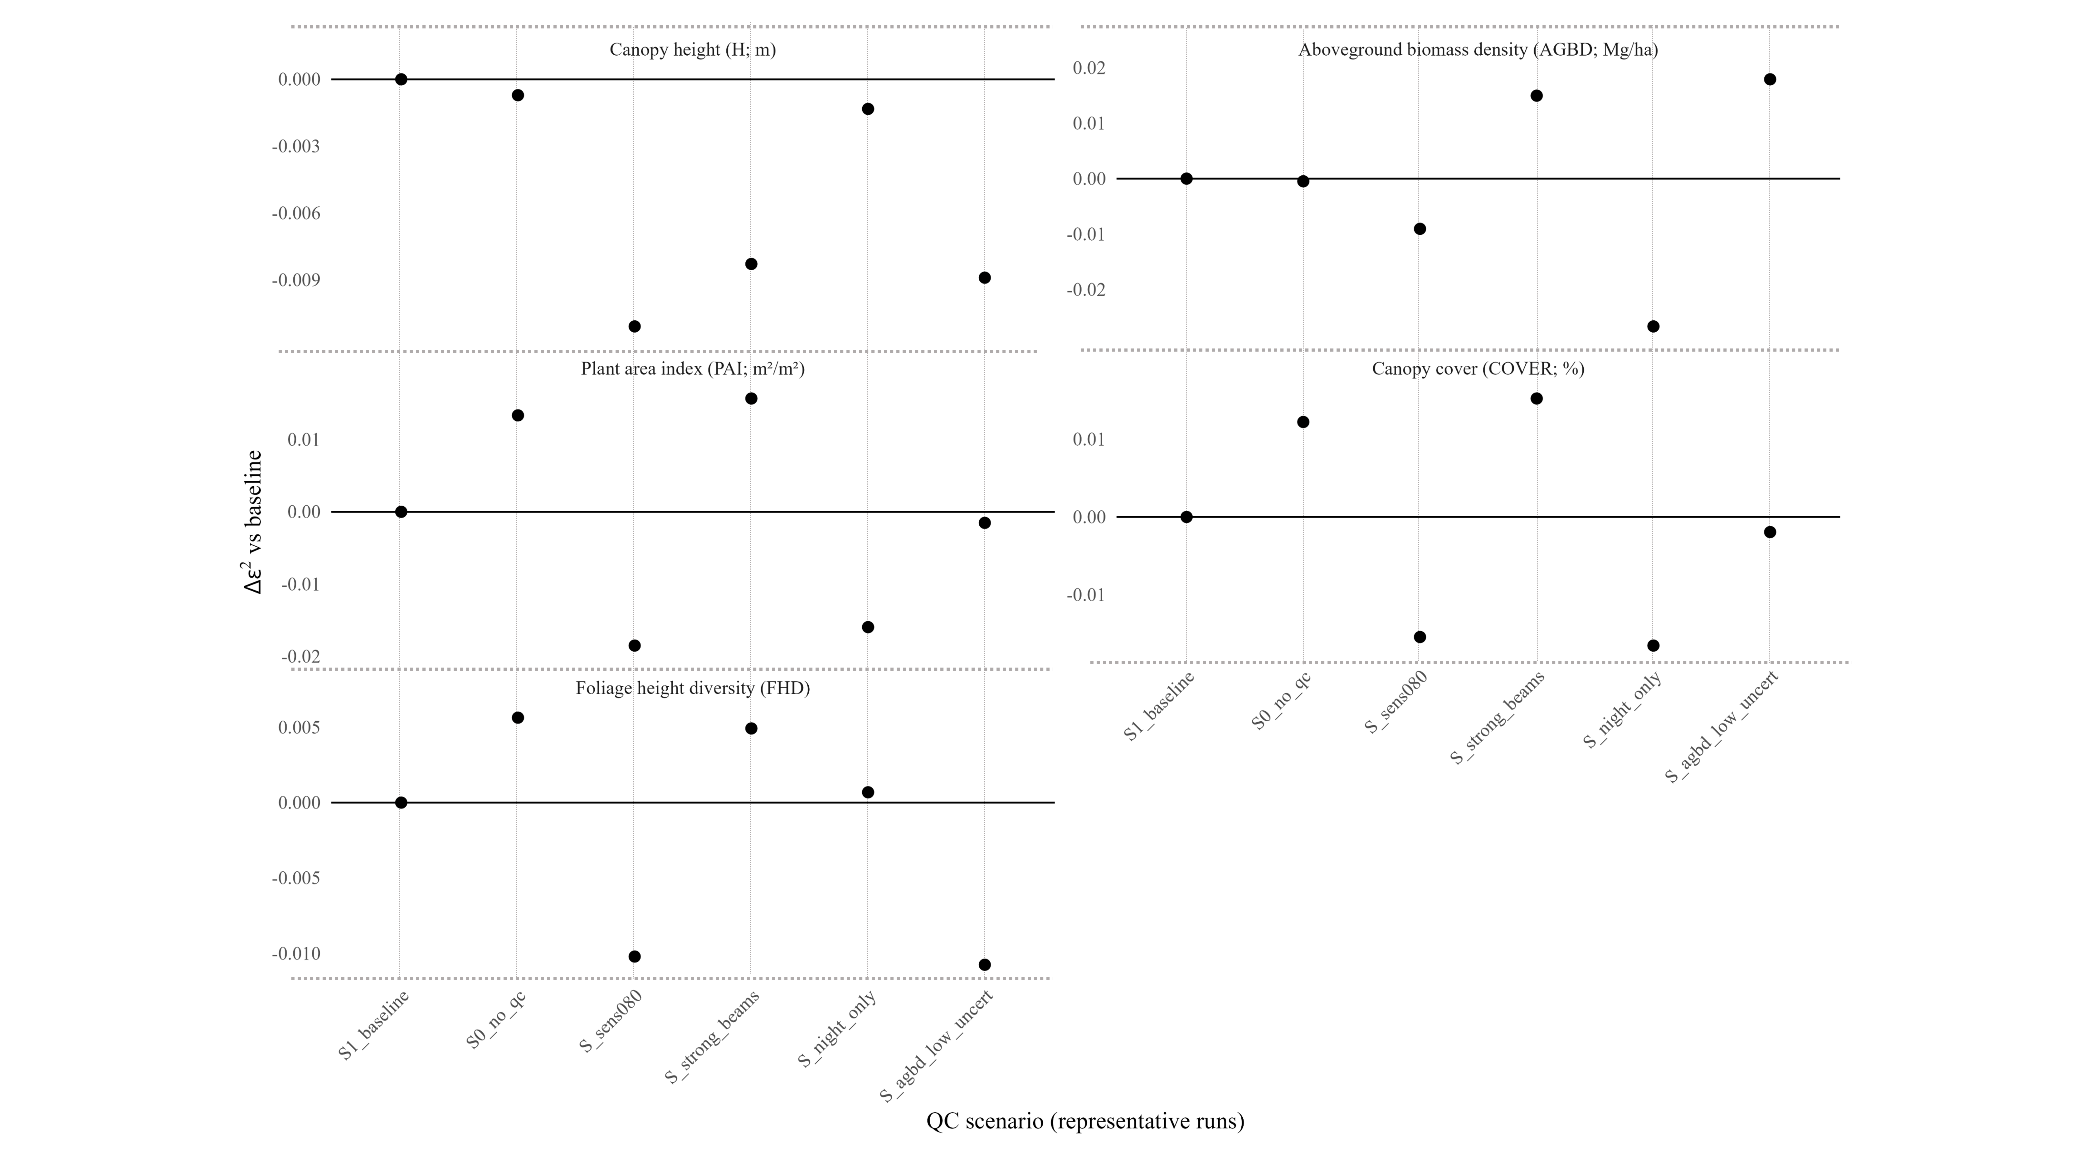 Canopy height (H; m)
0.000
-0.003
-0.006
-0.009
Aboveground biomass density (AGBD; Mg/ha)
0.02
0.01
0.00
-0.01
-0.02
Plant area index (PAI; m²/m²)
0.01
0.00
-0.01
-0.02
Canopy cover (COVER; %)
0.01
0.00
-0.01
S1_baseline
S0_no_qc
S_sens080
S_strong_beams
S_night_only
S_agbd_low_uncert
Foliage height diversity (FHD)
0.005
0.000
-0.005
-0.010
S1_baseline
S0_no_qc
S_sens080
S_strong_beams
S_night_only
S_agbd_low_uncert
Δε² vs baseline
QC scenario (representative runs)